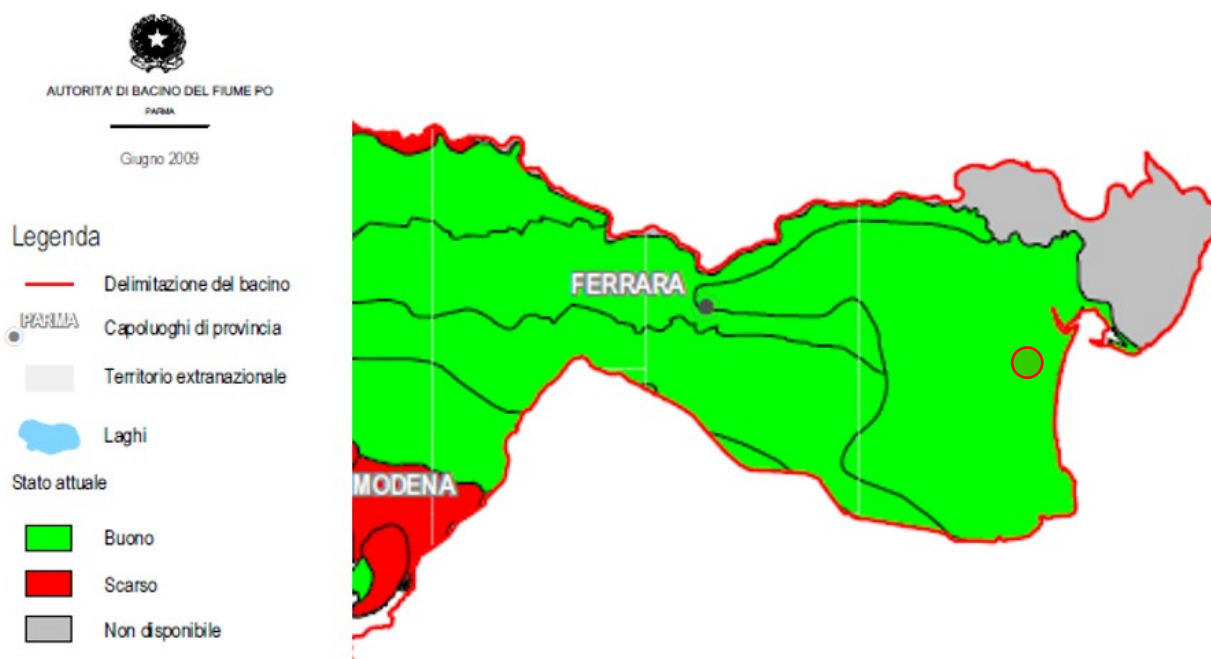 AUTORITA' DI BACINO DEL FIUME PO
PARMA
Giugno 2009
Legenda
Delimitazione del bacino
PARMA
Capoluoghi di provincia
Territorio extranazionale
Laghi
Stato attuale
Buono
Scarso
Non disponibile
FERRARA
MODENA